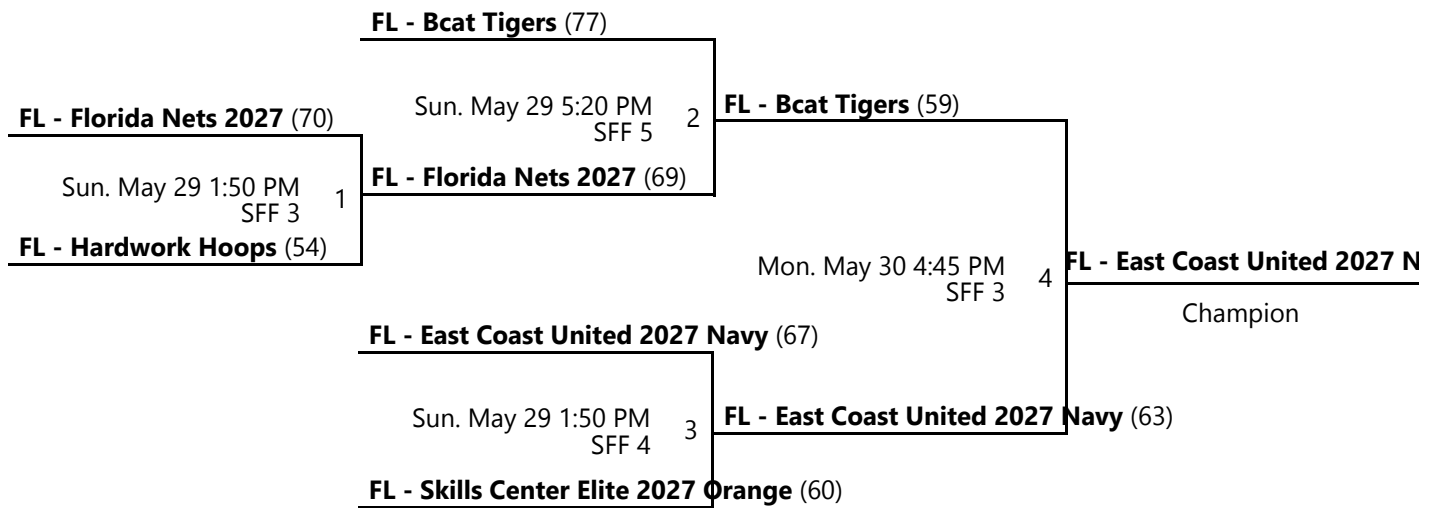 FL - Bcat Tigers (77)
FL - Florida Nets 2027 (70)
Sun. May 29 5:20 PM
SFF 5
2
FL - Bcat Tigers (59)
Sun. May 29 1:50 PM
SFF 3
1
FL - Florida Nets 2027 (69)
FL - Hardwork Hoops (54)
Mon. May 30 4:45 PM
SFF 3
4
FL - East Coast United 2027 N
Champion
FL - East Coast United 2027 Navy (67)
Sun. May 29 1:50 PM
SFF 4
3
FL - East Coast United 2027 Navy (63)
FL - Skills Center Elite 2027 Orange (60)